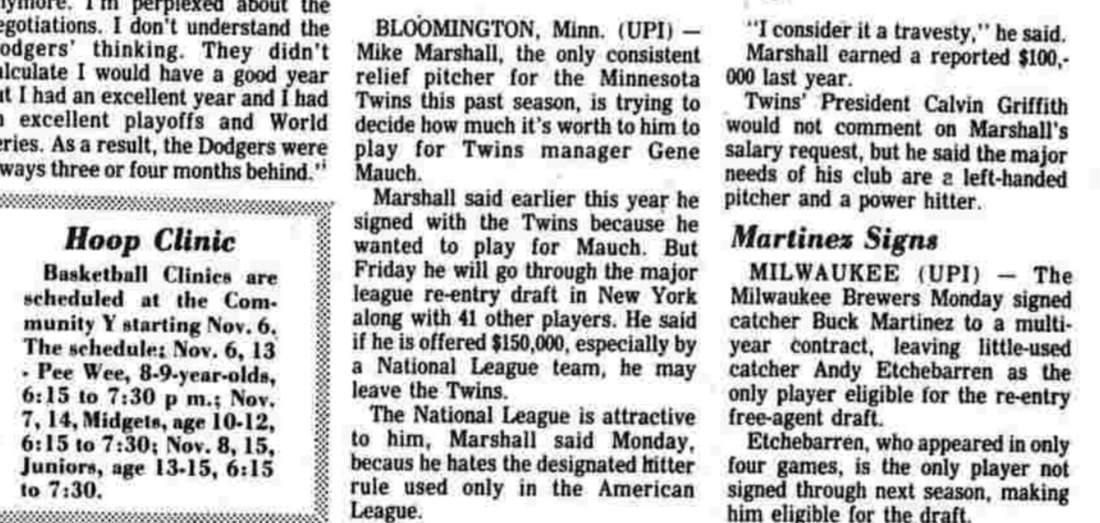 perplexed about the
I don't understand the
thinking. They didn't
I would have a good year
I had an excellent year and I had
excellent playoffs and World
As a result, the Dodgers were
three or four months behind."
Hoop Clinic
Basketball Clinics are
scheduled at the Com-
munity Y starting Nov. 6.
The schedule: Nov. 6, 13
- Pee Wee, 8-9-year-olds,
6:15 to 7:30 p m.; Nov.
7, 14, Midgets, age 10-12,
6:15 to 7:30; Nov. 8, 15,
Juniors, age 13-15, 6:15
to 7:30.
BLOOMINGTON, Minn. (UPI) —
Mike Marshall, the only consistent
relief pitcher for the Minnesota
Twins this past season, is trying to
decide how much it's worth to him to
play for Twins manager Gene
Mauch.
Marshall said earlier this year he
signed with the Twins because he
wanted to play for Mauch. But
Friday he will go through the major
league re-entry draft in New York
along with 41 other players. He said
if he is offered $150,000, especially by
a National League team, he may
leave the Twins.
The National League is attractive
to him, Marshall said Monday,
becaus he hates the designated hitter
rule used only in the American
League.
"I consider it a travesty," he said.
Marshall earned a reported $100,-
000 last year.
Twins' President Calvin Griffith
would not comment on Marshall's
salary request, but he said the major
needs of his club are a left-handed
pitcher and a power hitter.
Martinez Signs
MILWAUKEE (UPI) — The
Milwaukee Brewers Monday signed
catcher Buck Martinez to a multi-
year contract, leaving little-used
catcher Andy Etchebarren as the
only player eligible for the re-entry
free-agent draft.
Etchebarren, who appeared in only
four games, is the only player not
signed through next season, making
him eligible for the draft.